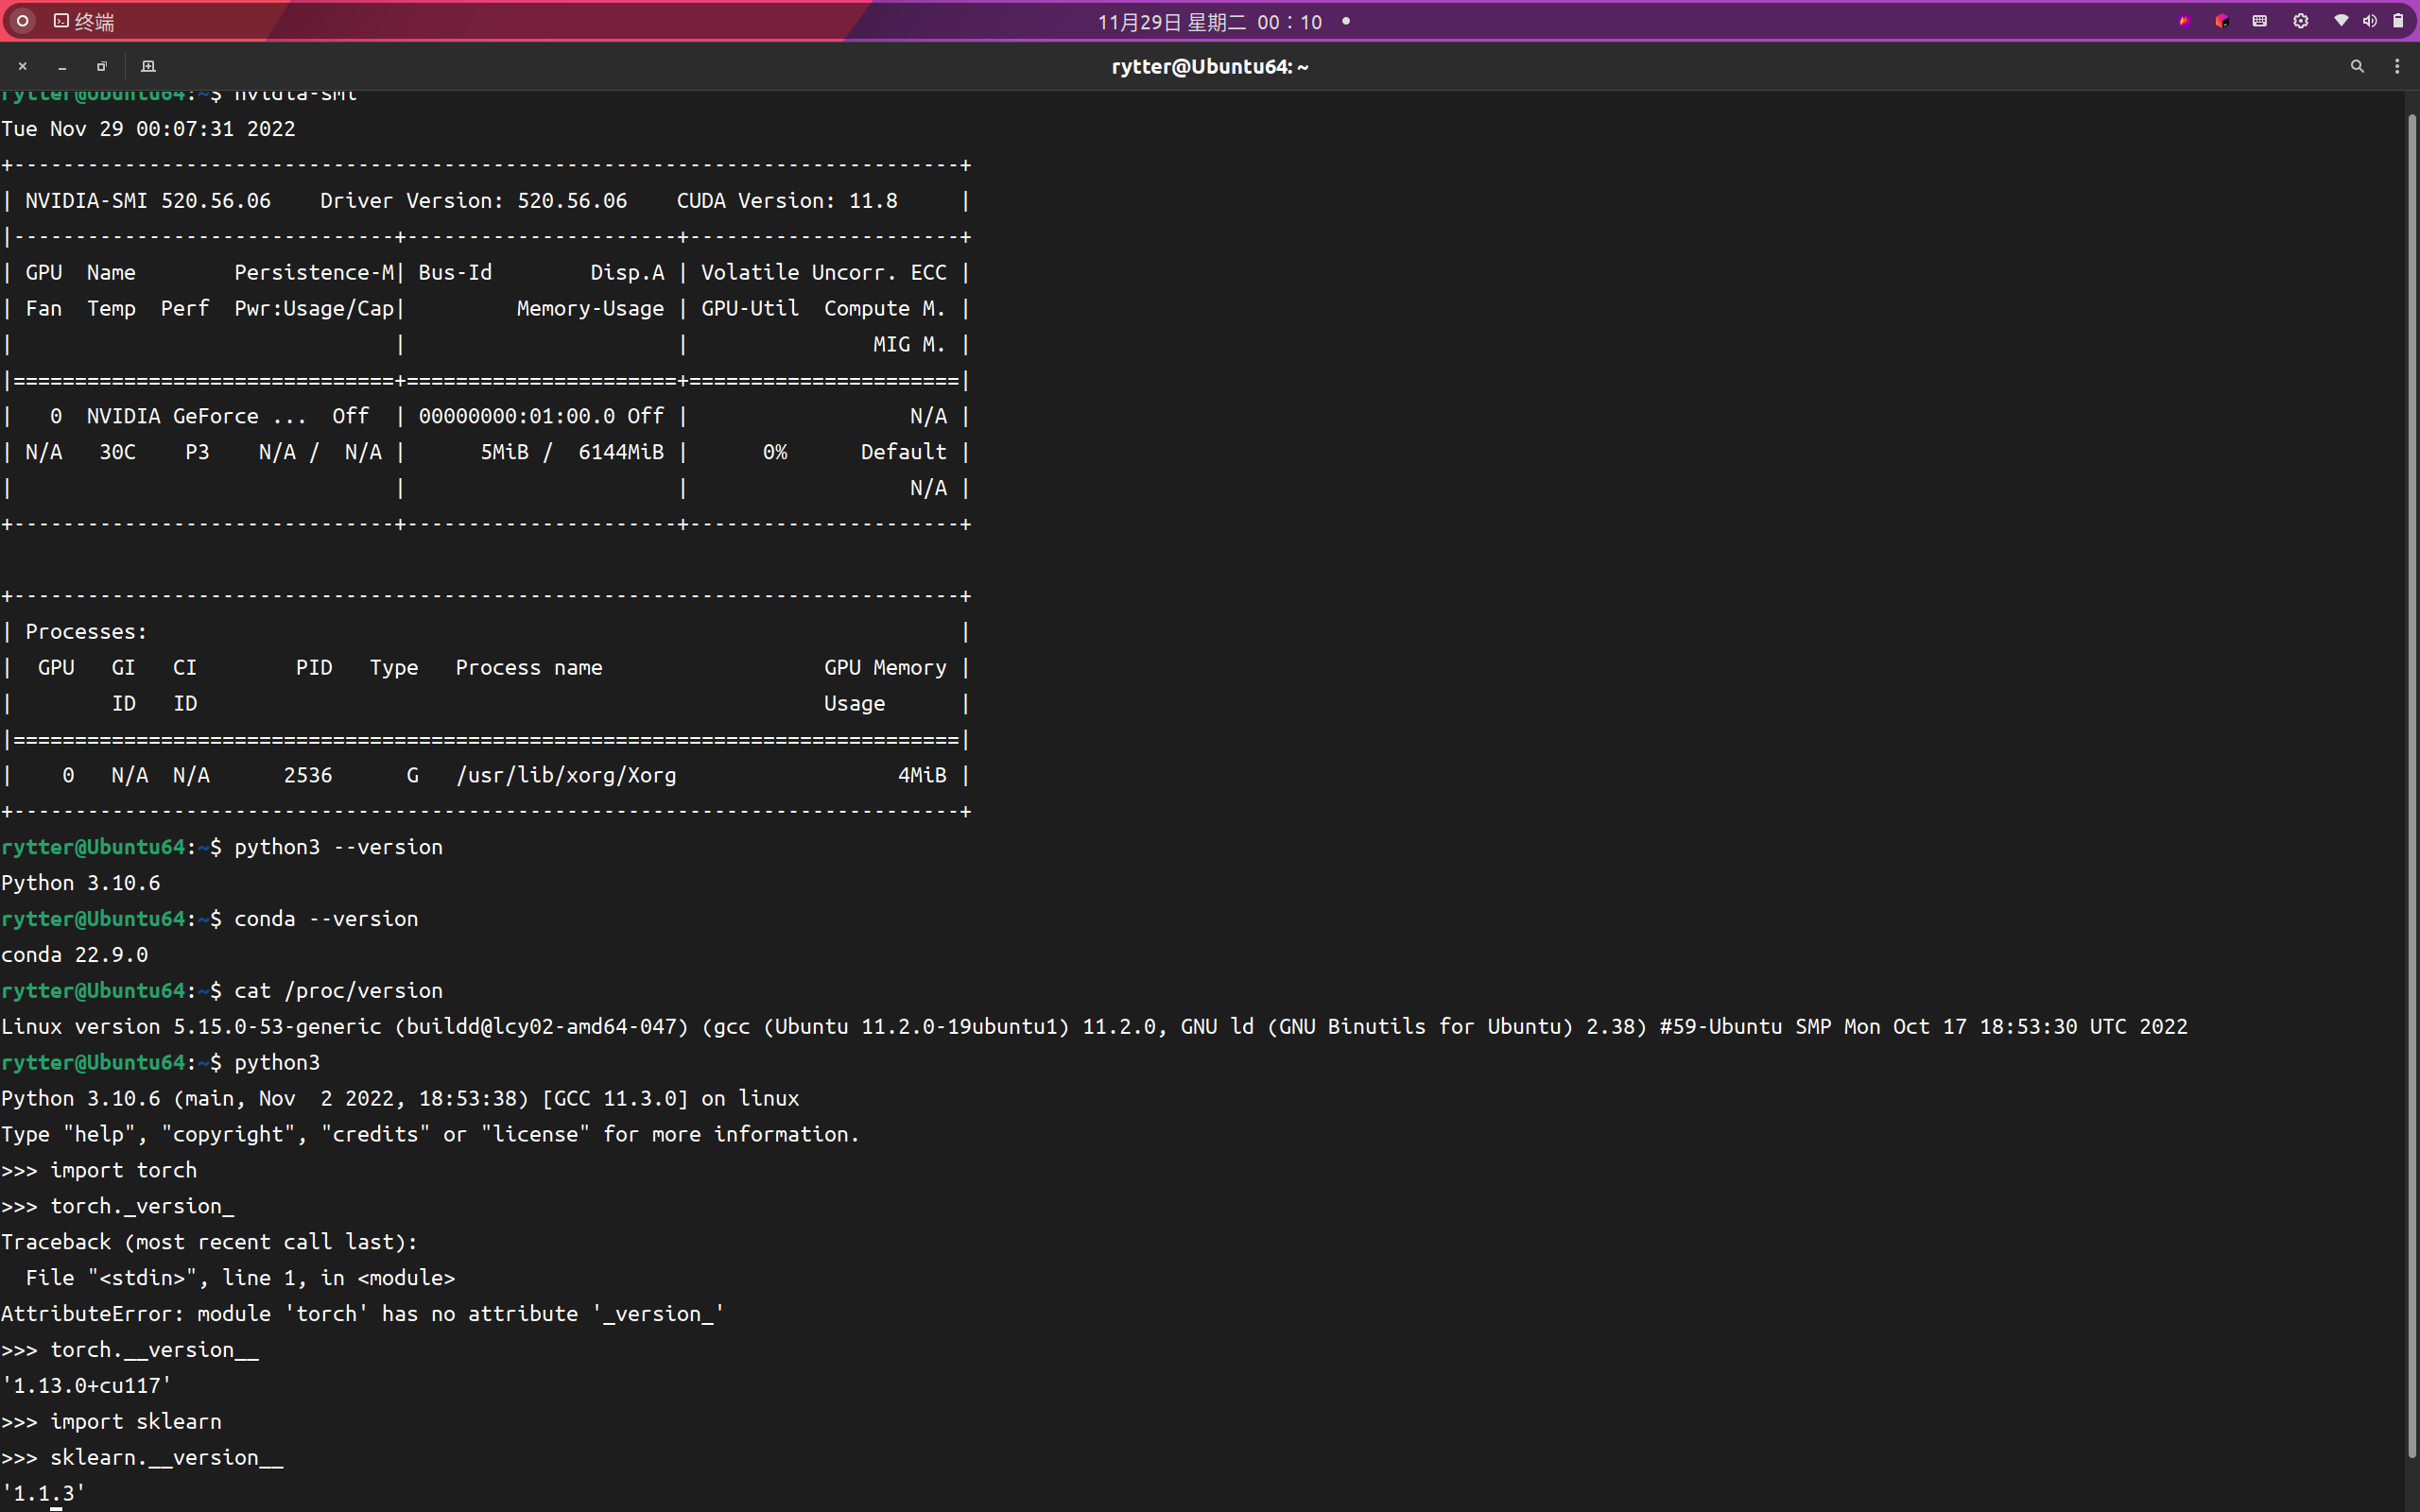 终端
11月29日 星期二 00：10
rytter@Ubuntu64: ~
rytter@Ubuntu64:~$ nvidia-smi
Tue Nov 29 00:07:31 2022
+-----------------------------------------------------------------------------+
| NVIDIA-SMI 520.56.06    Driver Version: 520.56.06    CUDA Version: 11.8     |
|-------------------------------+----------------------+----------------------+
| GPU  Name        Persistence-M| Bus-Id        Disp.A | Volatile Uncorr. ECC |
| Fan  Temp  Perf  Pwr:Usage/Cap|         Memory-Usage | GPU-Util  Compute M. |
|                               |                      |               MIG M. |
|===============================+======================+======================|
|   0  NVIDIA GeForce ...  Off  | 00000000:01:00.0 Off |                  N/A |
| N/A   30C    P3    N/A /  N/A |      5MiB /  6144MiB |      0%      Default |
|                               |                      |                  N/A |
+-------------------------------+----------------------+----------------------+
+-----------------------------------------------------------------------------+
| Processes:                                                                  |
|  GPU   GI   CI        PID   Type   Process name                  GPU Memory |
|        ID   ID                                                   Usage      |
|=============================================================================|
|    0   N/A  N/A      2536      G   /usr/lib/xorg/Xorg                  4MiB |
+-----------------------------------------------------------------------------+
rytter@Ubuntu64:~$ python3 --version
Python 3.10.6
rytter@Ubuntu64:~$ conda --version
conda 22.9.0
rytter@Ubuntu64:~$ cat /proc/version
Linux version 5.15.0-53-generic (buildd@lcy02-amd64-047) (gcc (Ubuntu 11.2.0-19ubuntu1) 11.2.0, GNU ld (GNU Binutils for Ubuntu) 2.38) #59-Ubuntu SMP Mon Oct 17 18:53:30 UTC 2022
rytter@Ubuntu64:~$ python3
Python 3.10.6 (main, Nov  2 2022, 18:53:38) [GCC 11.3.0] on linux
Type "help", "copyright", "credits" or "license" for more information.
>>> import torch
>>> torch._version_
Traceback (most recent call last):
  File "<stdin>", line 1, in <module>
AttributeError: module 'torch' has no attribute '_version_'
>>> torch.__version__
'1.13.0+cu117'
>>> import sklearn
>>> sklearn.__version__
'1.1.3'